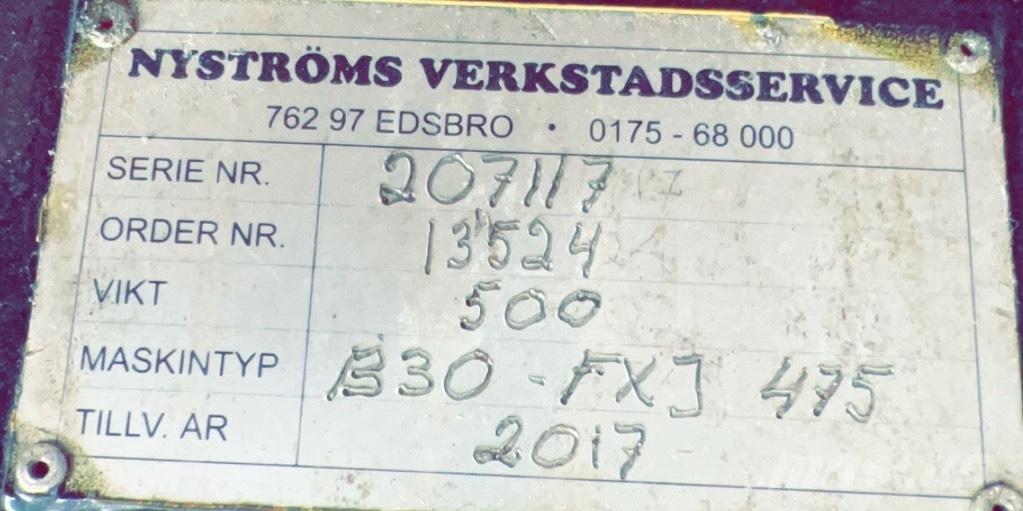 NYSTRÖMS VERKSTADSSERVICE
762 97 EDSBRO • 0175 - 68 000
SERIE NR. 207117
ORDER NR. 13524
VIKT 500
MASKINTYP B30 - FXJ 475
TILLV. AR 2017